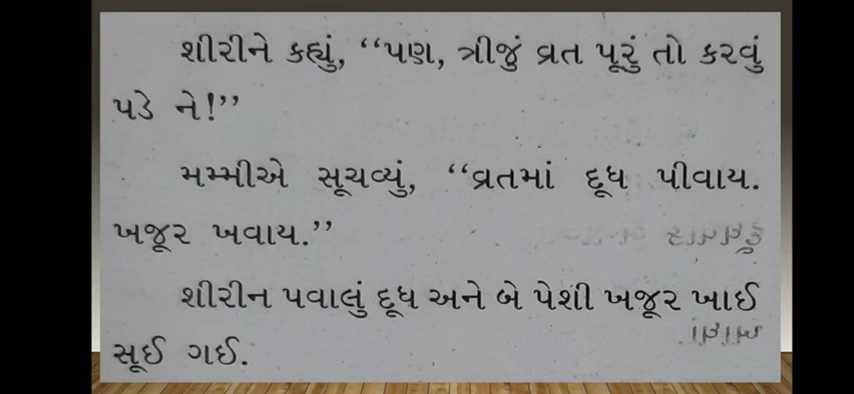 શીરીને કહ્યું, “પણ, ત્રીજું વ્રત પૂરું તો કરવું
પડે ને!”
મમ્મીએ સૂચવ્યું, “વ્રતમાં દૂધ પીવાય.
ખજૂર ખવાય.”
શીરીન પવાલું દૂધ અને બે પેશી ખજૂર ખાઈ
સૂઈ ગઈ.